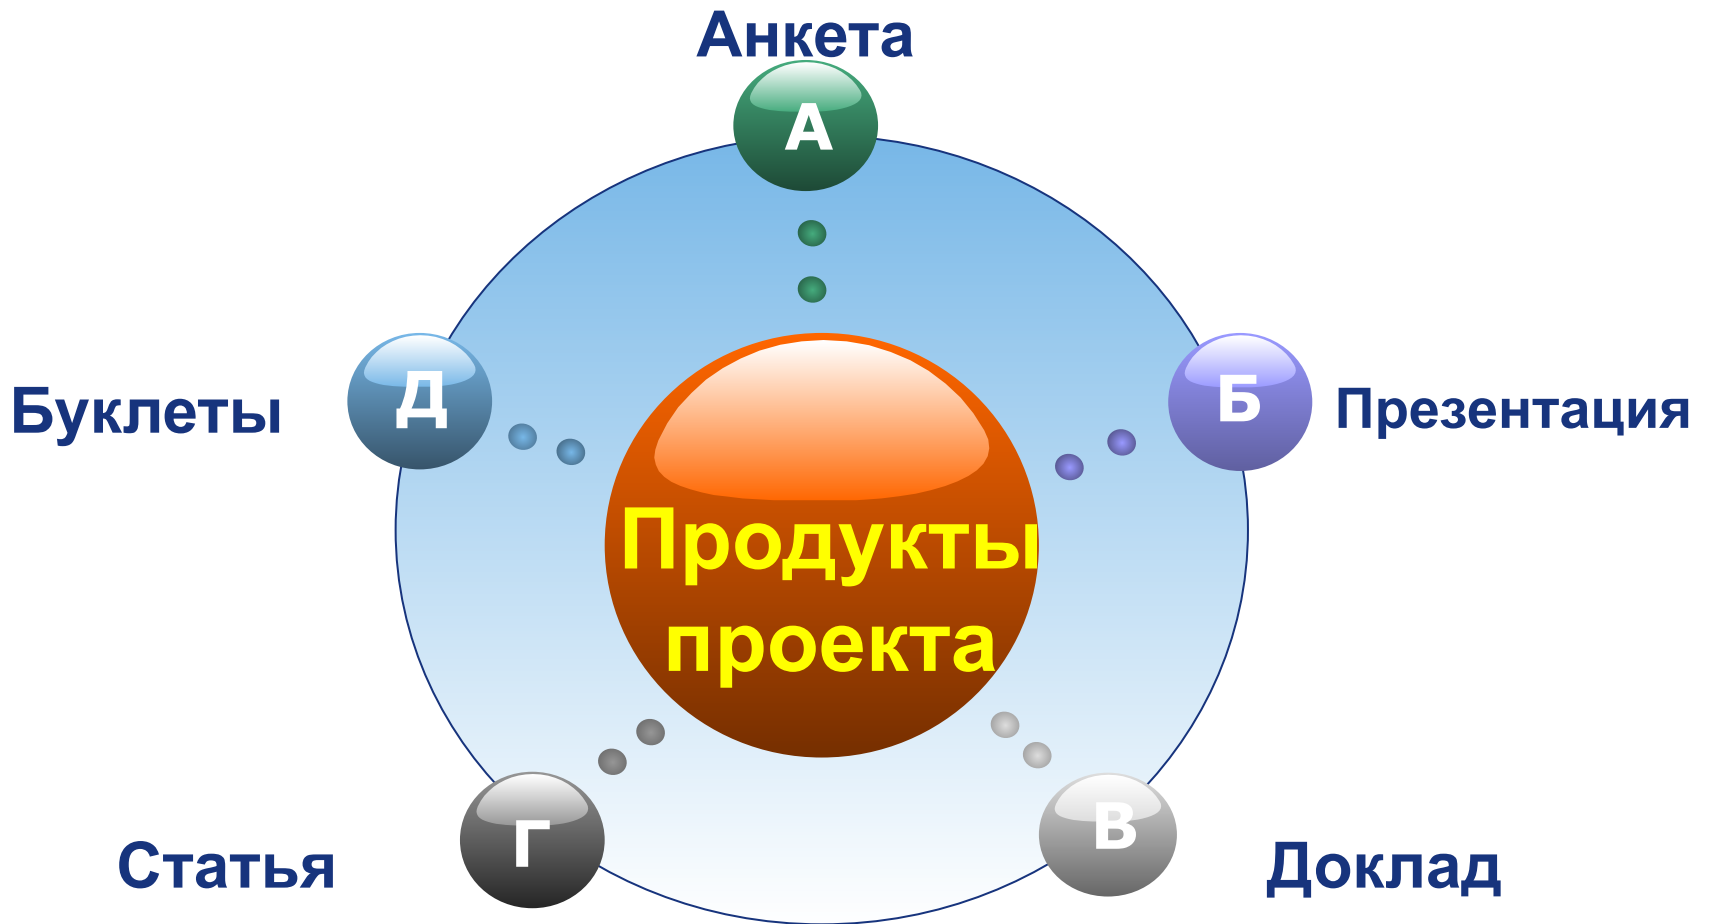 Анкета
А
Д
Б
Буклеты
Презентация
Продукты
проекта
Г
В
Статья
Доклад